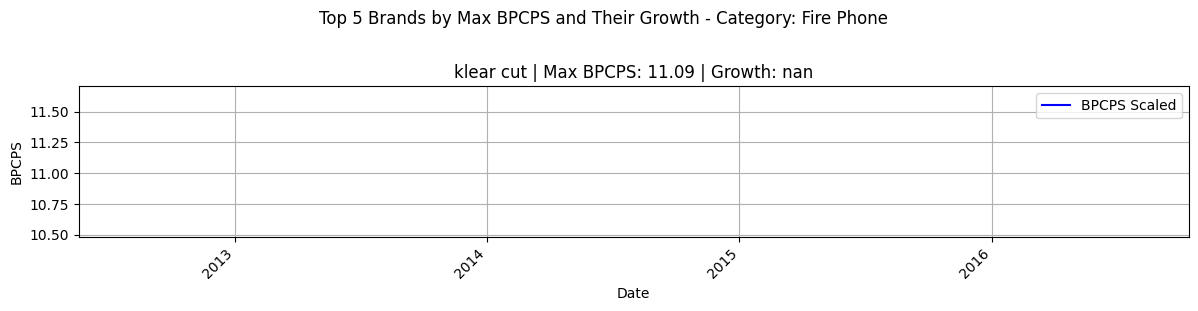 Top 5 Brands by Max BPCPS and Their Growth - Category: Fire Phone
klear cut | Max BPCPS: 11.09 | Growth: nan
BPCPS Scaled
11.50
11.25
11.00
10.75
10.50
BPCPS
2013
2014
2015
2016
Date